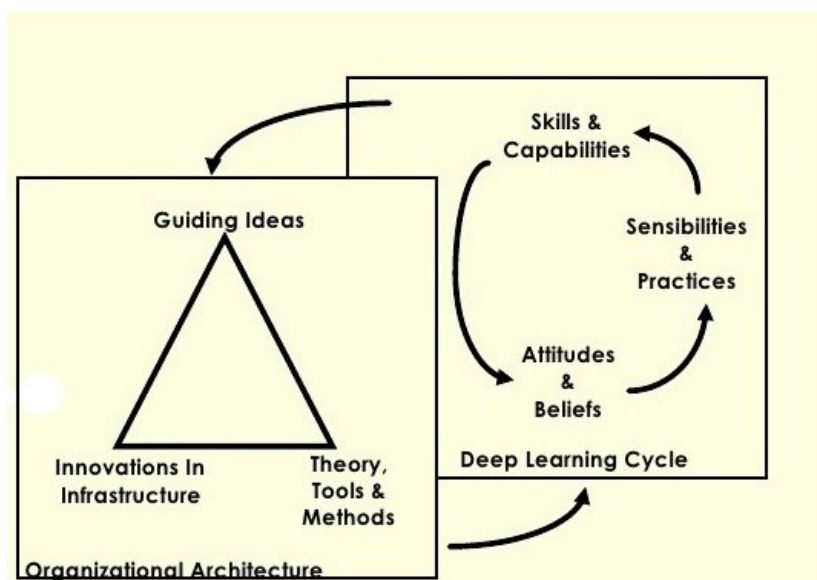 Skills &
Capabilities
Sensibilities
&
Practices
Attitudes
&
Beliefs
Deep Learning Cycle
Guiding Ideas
Innovations In
Infrastructure
Theory,
Tools &
Methods
Organizational Architecture